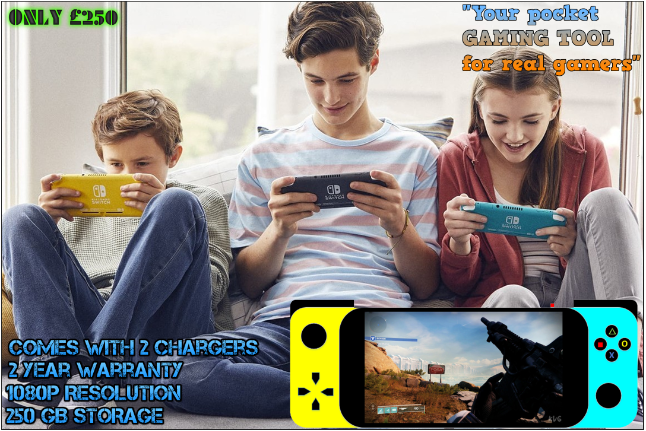 ONLY £250
"Your pocket
GAMING TOOL
for real gamers"
COMES WITH 2 CHARGERS
2 YEAR WARRANTY
1080P RESOLUTION
250 GB STORAGE